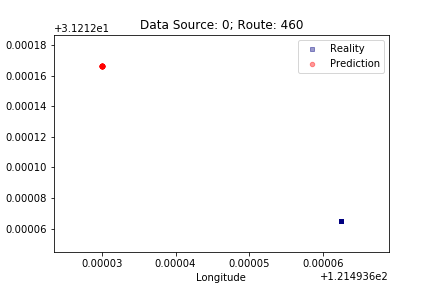 Data Source: 0; Route: 460
+3.1212e1
0.00018
0.00016
0.00014
0.00012
0.00010
0.00008
0.00006
Reality
Prediction
0.00003 0.00004 0.00005 0.00006
Longitude
+1.214936e2